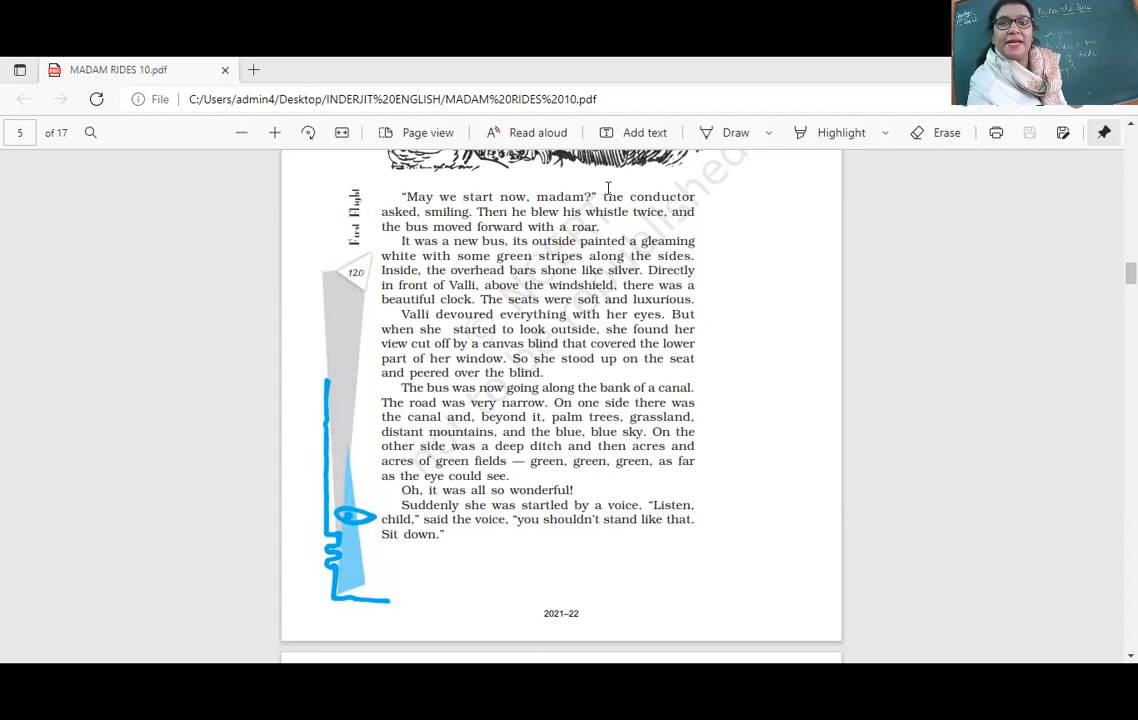 MADAM RIDES 10.pdf
File C:/Users/admin4/Desktop/INDERJIT%20ENGLISH/MADAM%20RIDES%2010.pdf
5 of 17 Page view Read aloud Add text Draw Highlight Erase
Rides the Bus
First Flight
120
“May we start now, madam?” the conductor
asked, smiling. Then he blew his whistle twice, and
the bus moved forward with a roar.
It was a new bus, its outside painted a gleaming
white with some green stripes along the sides.
Inside, the overhead bars shone like silver. Directly
in front of Valli, above the windshield, there was a
beautiful clock. The seats were soft and luxurious.
Valli devoured everything with her eyes. But
when she started to look outside, she found her
view cut off by a canvas blind that covered the lower
part of her window. So she stood up on the seat
and peered over the blind.
The bus was now going along the bank of a canal.
The road was very narrow. On one side there was
the canal and, beyond it, palm trees, grassland,
distant mountains, and the blue, blue sky. On the
other side was a deep ditch and then acres and
acres of green fields — green, green, green, as far
as the eye could see.
Oh, it was all so wonderful!
Suddenly she was startled by a voice. “Listen,
child,” said the voice, “you shouldn't stand like that.
Sit down.”
not to be republished
2021–22